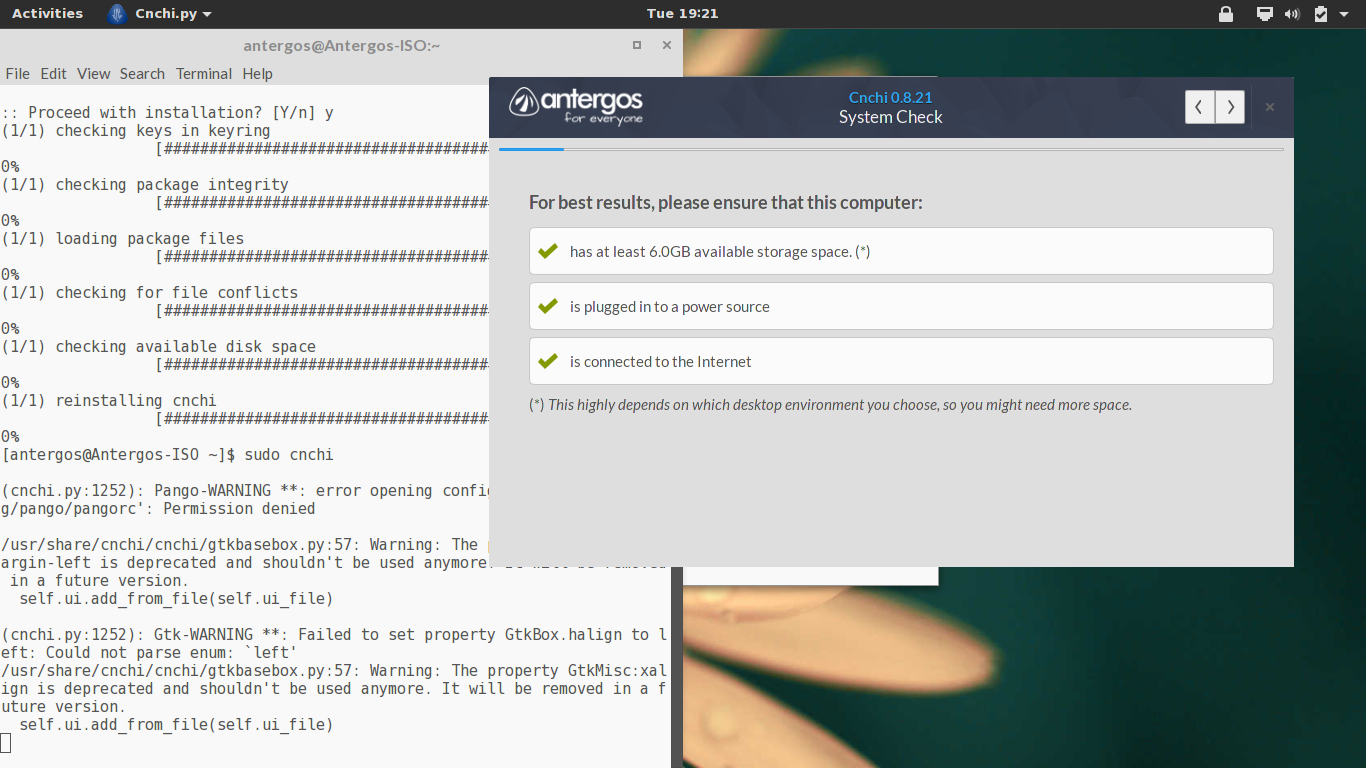 Activities
Cnchi.py
Tue 19:21
antergos@Antergos-ISO:~
File Edit View Search Terminal Help
:: Proceed with installation? [Y/n] y
(1/1) checking keys in keyring
[####################################
0%
(1/1) checking package integrity
[####################################
0%
(1/1) loading package files
[####################################
0%
(1/1) checking for file conflicts
[####################################
0%
(1/1) checking available disk space
[####################################
0%
(1/1) reinstalling cnchi
[####################################
0%
[antergos@Antergos-ISO ~]$ sudo cnchi
(cnchi.py:1252): Pango-WARNING **: error opening
g/pango/pangorc': Permission denied
/usr/share/cnchi/cnchi/gtkbasebox.py:57: Warning: The
argin-left is deprecated and shouldn't be used anymore.
in a future version.
self.ui.add_from_file(self.ui_file)
(cnchi.py:1252): Gtk-WARNING **: Failed to set property GtkBox.halign to l
eft: Could not parse enum: `left'
/usr/share/cnchi/cnchi/gtkbasebox.py:57: Warning: The property GtkMisc:xal
ign is deprecated and shouldn't be used anymore. It will be removed in a f
uture version.
self.ui.add_from_file(self.ui_file)
antergos
for everyone
Cnchi 0.8.21
System Check
For best results, please ensure that this computer:
has at least 6.0GB available storage space. (*)
is plugged in to a power source
is connected to the Internet
(*) This highly depends on which desktop environment you choose, so you might need more space.